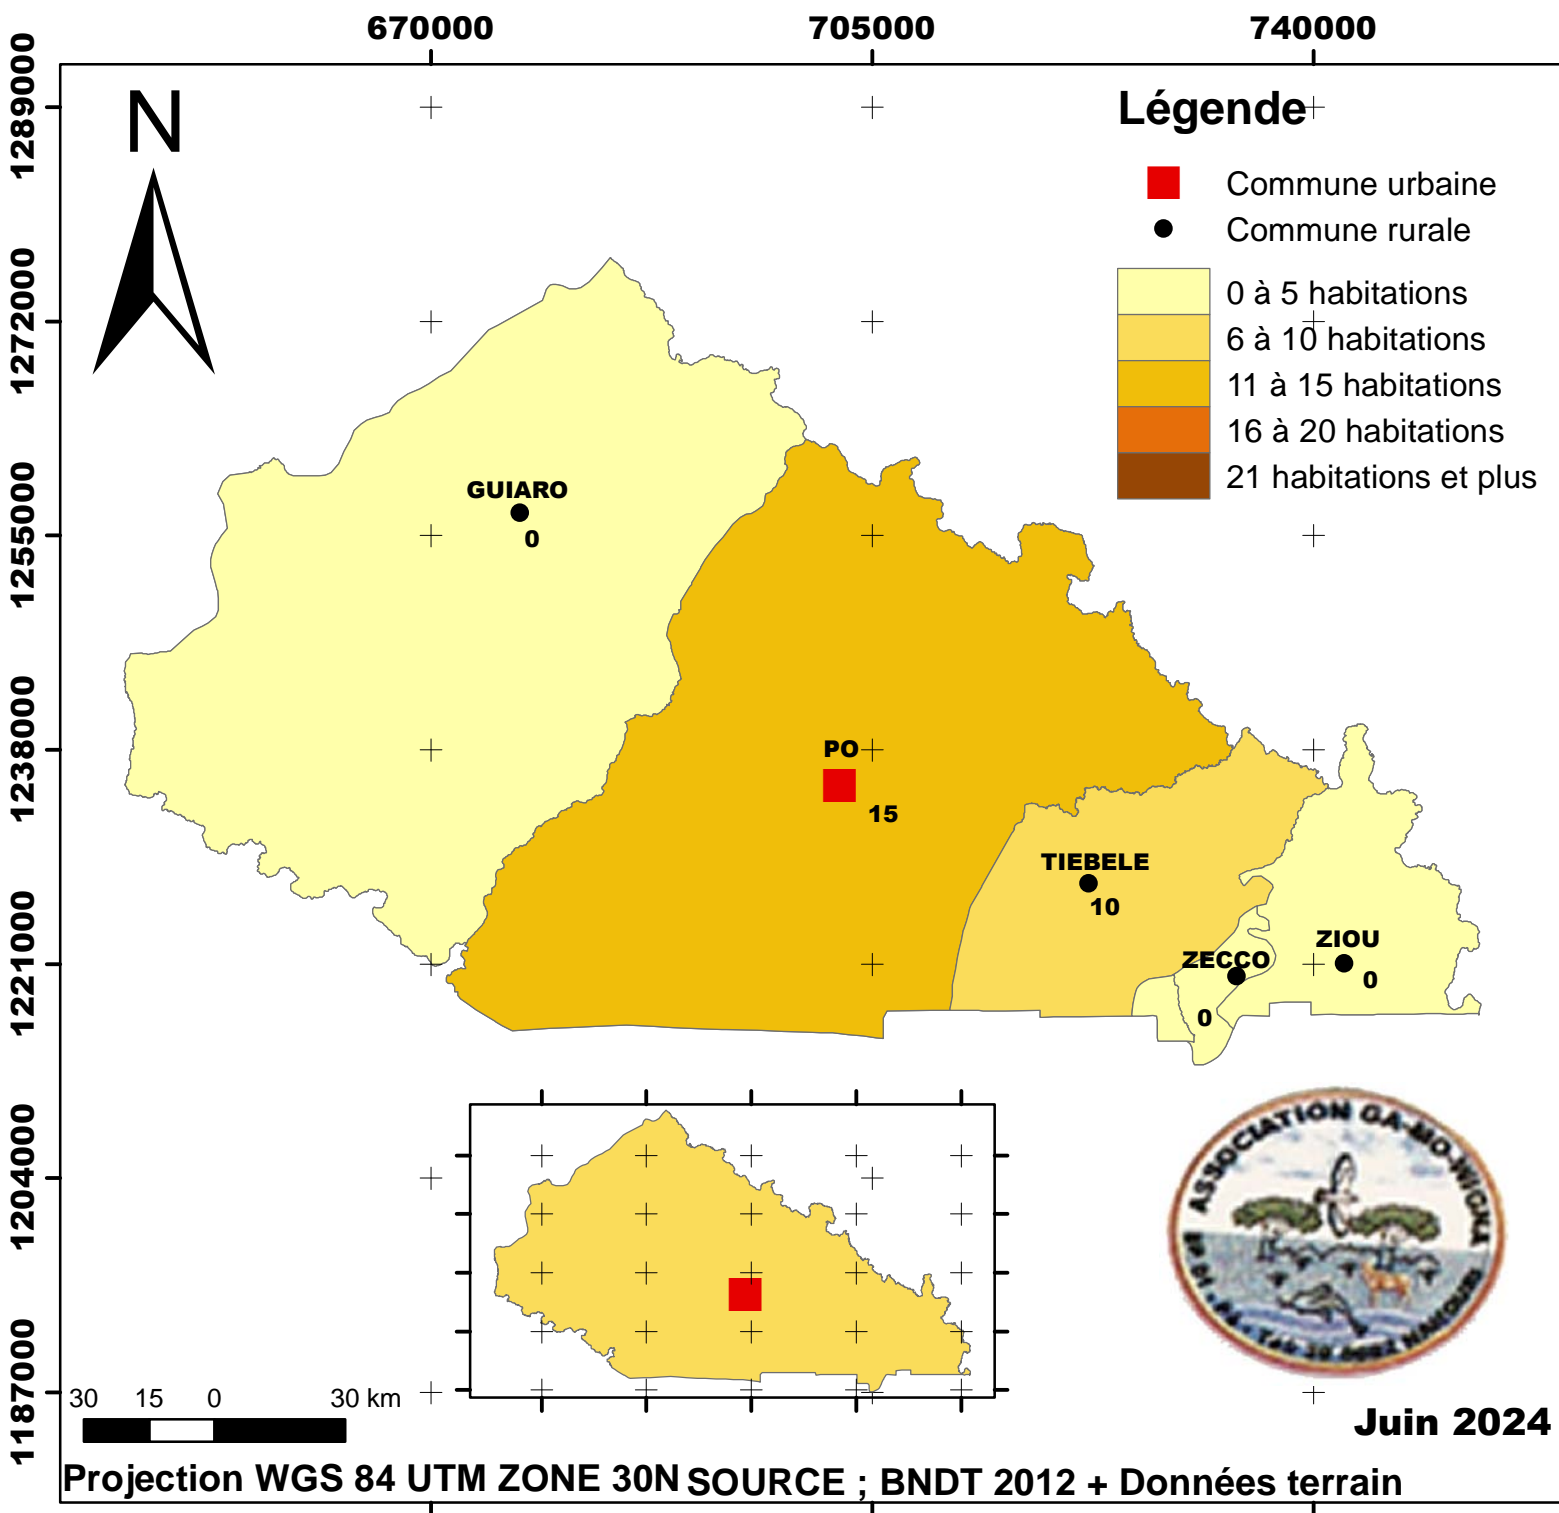 670000 705000 740000
1289000
1272000
1255000
1238000
1221000
1204000
1187000
N
Légende
Commune urbaine
Commune rurale
0 à 5 habitations
6 à 10 habitations
11 à 15 habitations
16 à 20 habitations
21 habitations et plus
GUIARO
0
PO
15
TIEBELE
10
ZECCO
0
ZIOU
0
ASSOCIATION GA-MO-WIGNA
NAHOURI
30 15 0 30 km
Juin 2024
Projection WGS 84 UTM ZONE 30N SOURCE ; BNDT 2012 + Données terrain